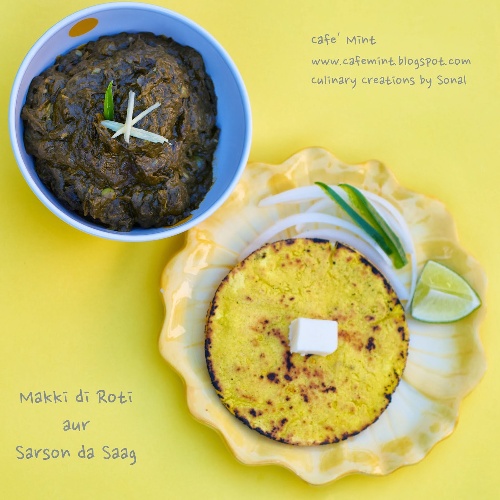 Cafe' Mint
www.cafemint.blogspot.com
culinary creations by Sonal
Makki di Roti
aur
Sarson da Saag